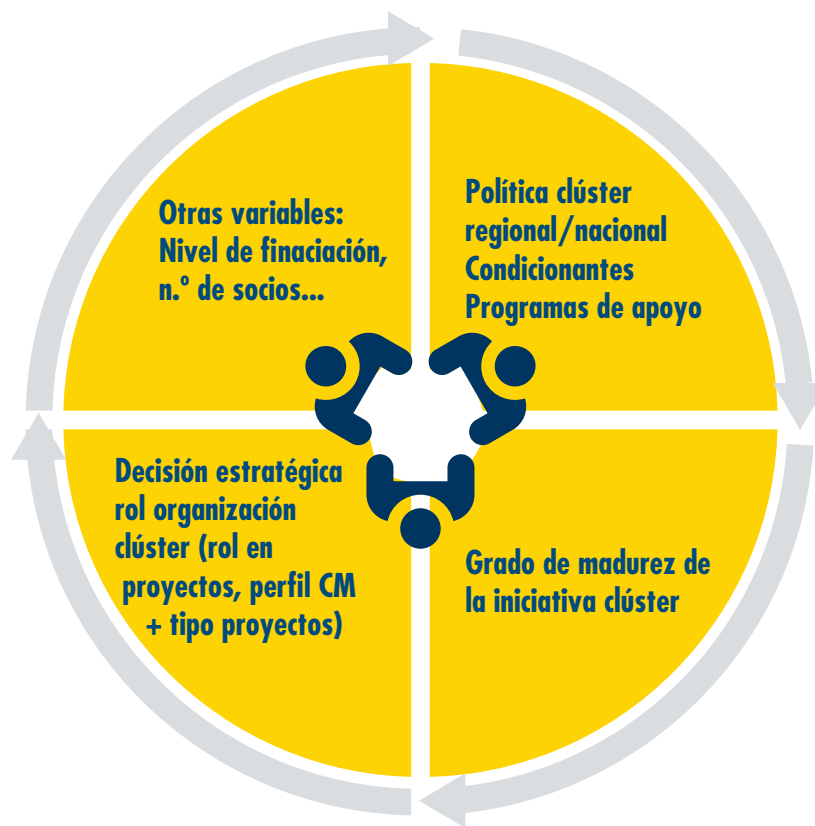 Otras variables:
Nivel de finaciación,
n.º de socios...
Política clúster
regional/nacional
Condicionantes
Programas de apoyo
Decisión estratégica
rol organización
clúster (rol en
proyectos, perfil CM
+ tipo proyectos)
Grado de madurez de
la iniciativa clúster